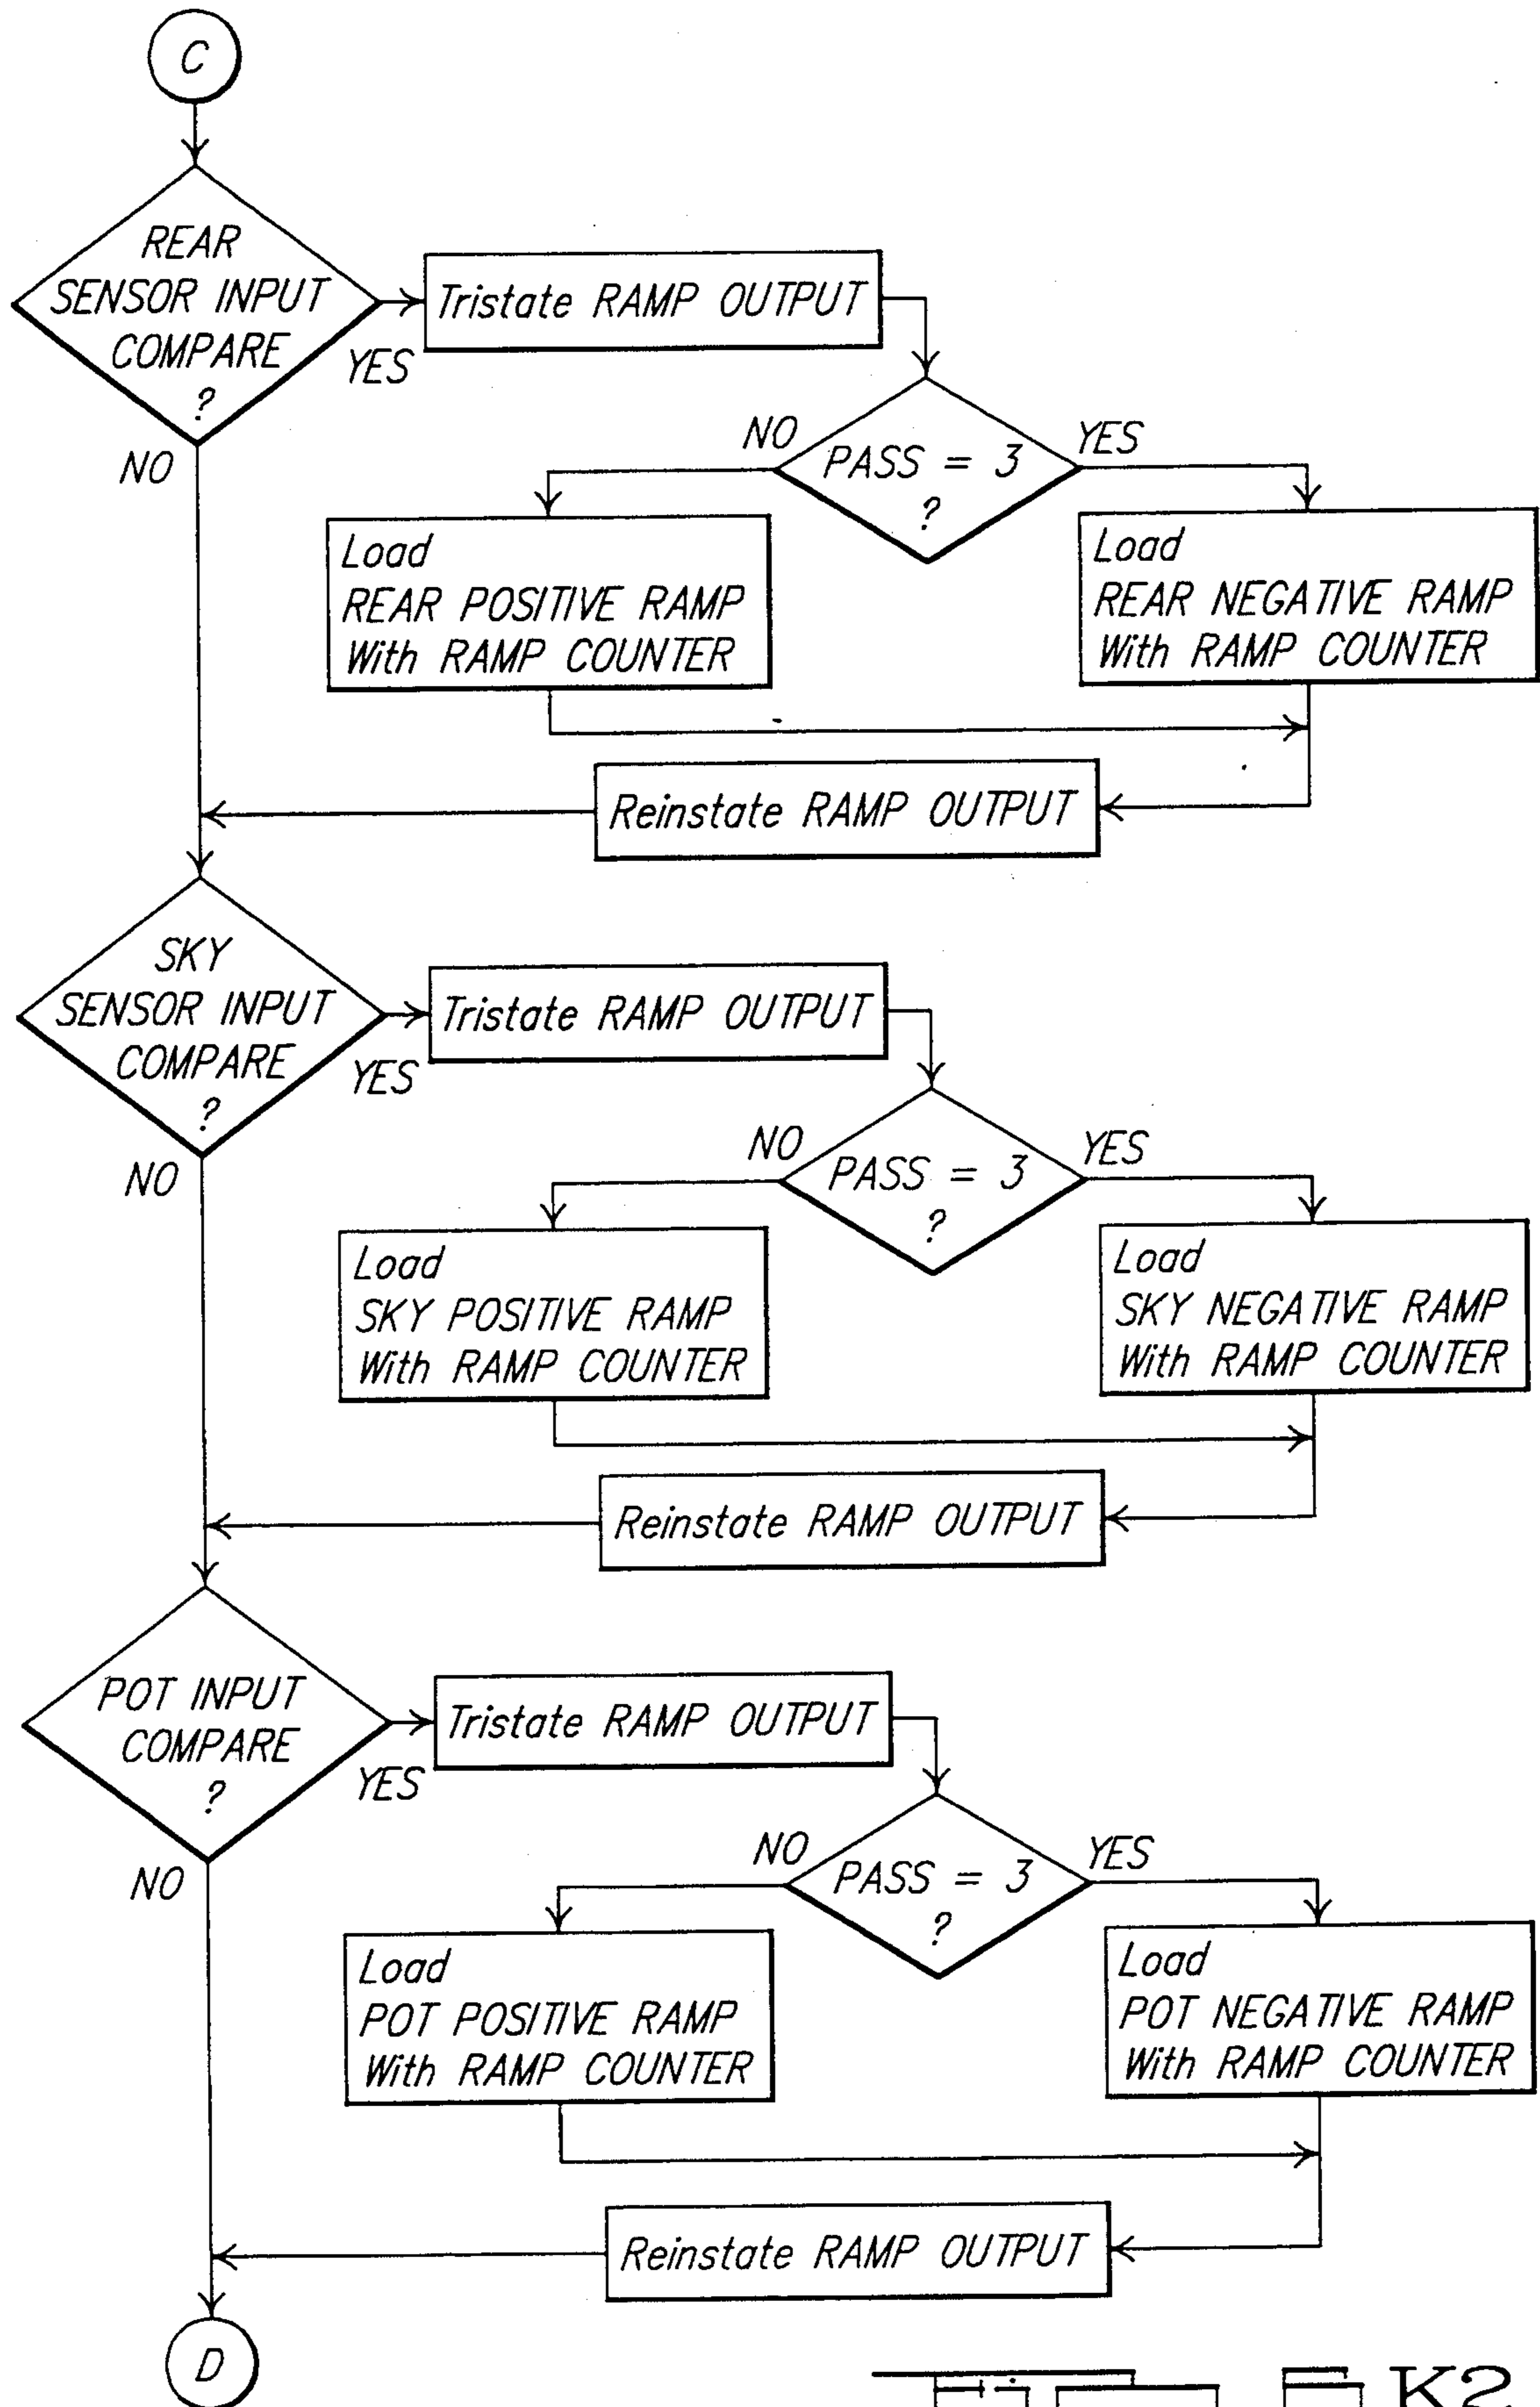 C
REAR
SENSOR INPUT
COMPARE
?
YES
NO
Tristate RAMP OUTPUT
NO
PASS = 3
?
YES
Load
REAR POSITIVE RAMP
With RAMP COUNTER
Load
REAR NEGATIVE RAMP
With RAMP COUNTER
Reinstate RAMP OUTPUT
SKY
SENSOR INPUT
COMPARE
?
YES
NO
Tristate RAMP OUTPUT
NO
PASS = 3
?
YES
Load
SKY POSITIVE RAMP
With RAMP COUNTER
Load
SKY NEGATIVE RAMP
With RAMP COUNTER
Reinstate RAMP OUTPUT
POT INPUT
COMPARE
?
YES
NO
Tristate RAMP OUTPUT
NO
PASS = 3
?
YES
Load
POT POSITIVE RAMP
With RAMP COUNTER
Load
POT NEGATIVE RAMP
With RAMP COUNTER
Reinstate RAMP OUTPUT
D
K2